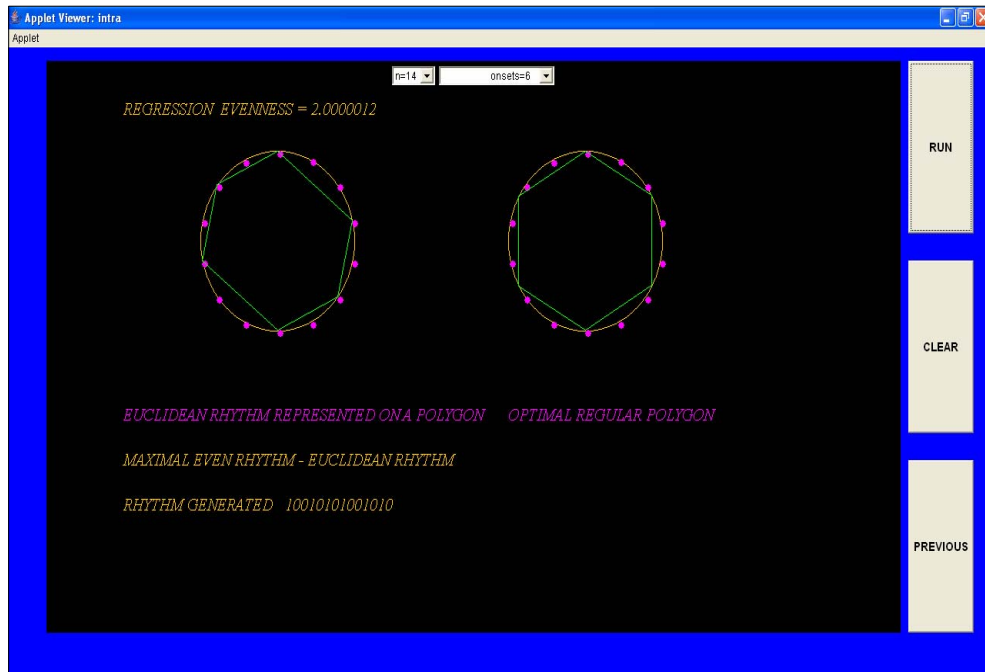 Applet Viewer: intra
Applet
n=14 onsets=6
REGRESSION EVENNESS = 2.0000012
RUN
CLEAR
EUCLIDEAN RHYTHM REPRESENTED ON A POLYGON OPTIMAL REGULAR POLYGON
MAXIMAL EVEN RHYTHM - EUCLIDEAN RHYTHM
RHYTHM GENERATED 10010101001010
PREVIOUS